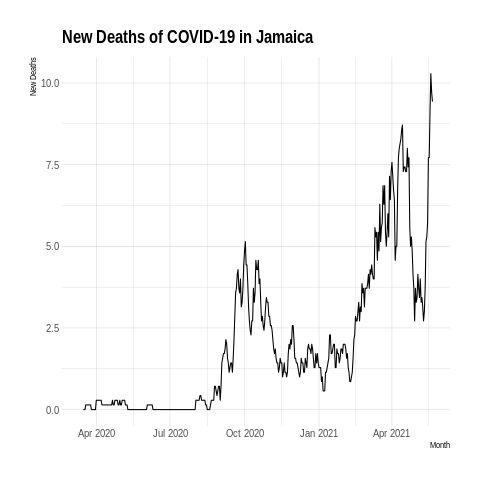 New Deaths of COVID-19 in Jamaica
New Deaths
10.0
7.5
5.0
2.5
0.0
Apr 2020 Jul 2020 Oct 2020 Jan 2021 Apr 2021
Month